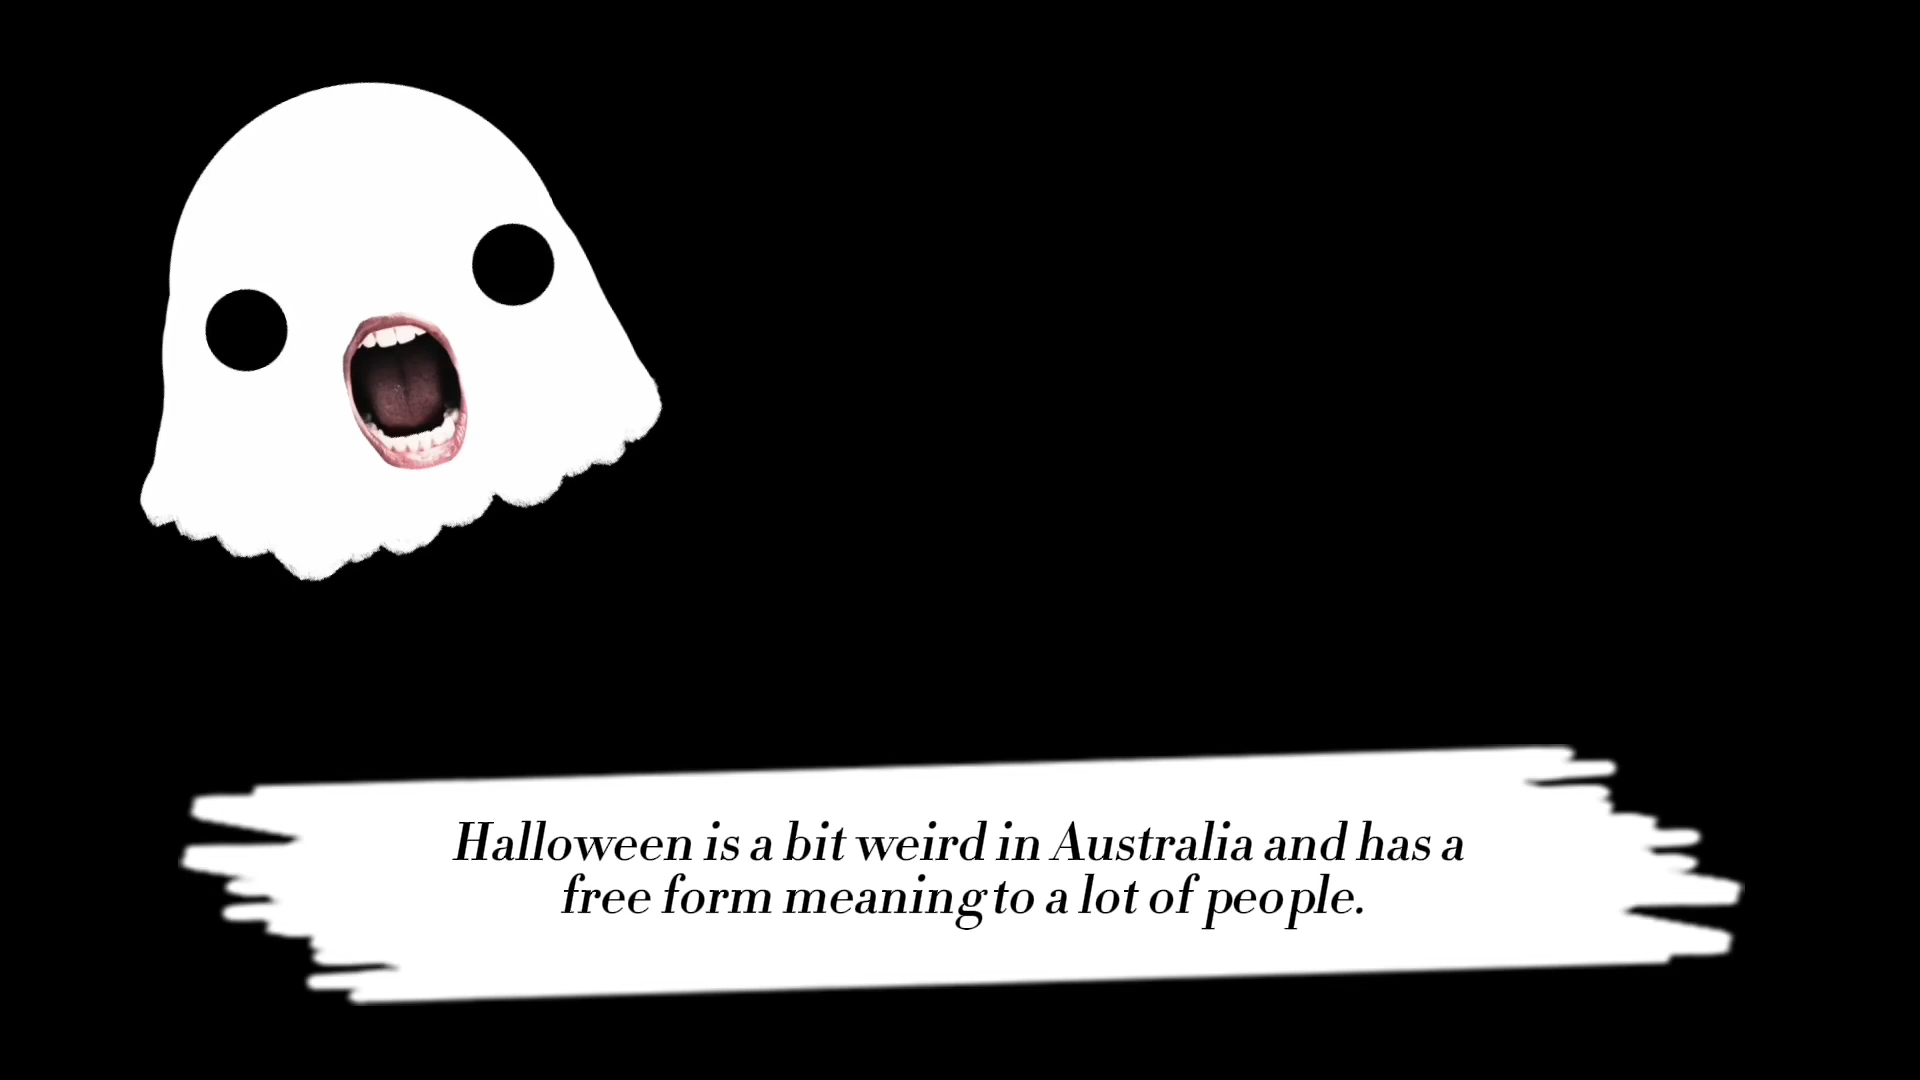 Halloween is a bit weird in Australia and has a
free form meaning to a lot of people.